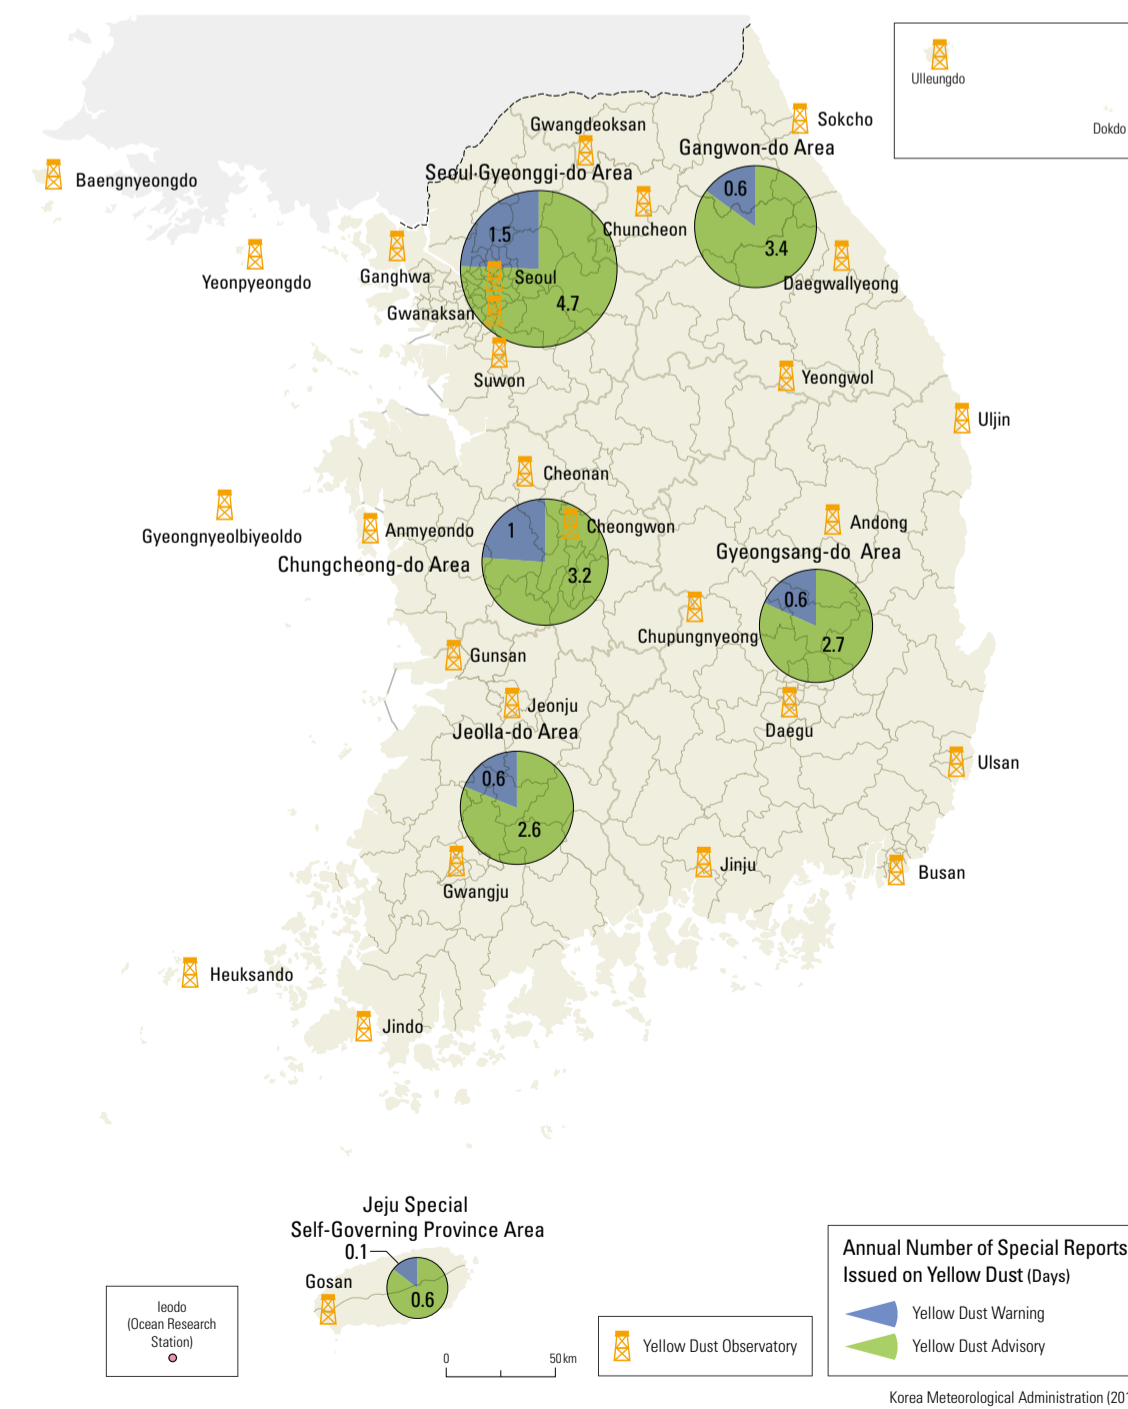 Ulleungdo
Dokdo
Sokcho
Gwangdeoksan
Gangwon-do Area
Seoul·Gyeonggi-do Area
Baengnyeongdo
0.6
1.5
Chuncheon
3.4
Yeonpyeongdo
Ganghwa
Seoul
Daegwallyeong
4.7
Gwanaksan
Suwon
Yeongwol
Uljin
Cheonan
Gyeongnyeolbiyeoldo
Anmyeondo
1
Cheongwon
Andong
Gyeongsang-do Area
Chungcheong-do Area
3.2
0.6
Chupungnyeong
2.7
Gunsan
Jeonju
Jeolla-do Area
Daegu
Ulsan
0.6
2.6
Gwangju
Jinju
Busan
Heuksando
Jindo
Jeju Special
Self-Governing Province Area
0.1
Gosan
0.6
Ieodo
(Ocean Research
Station)
0 50 km
Yellow Dust Observatory
Annual Number of Special Reports
Issued on Yellow Dust (Days)
Yellow Dust Warning
Yellow Dust Advisory
Korea Meteorological Administration (201